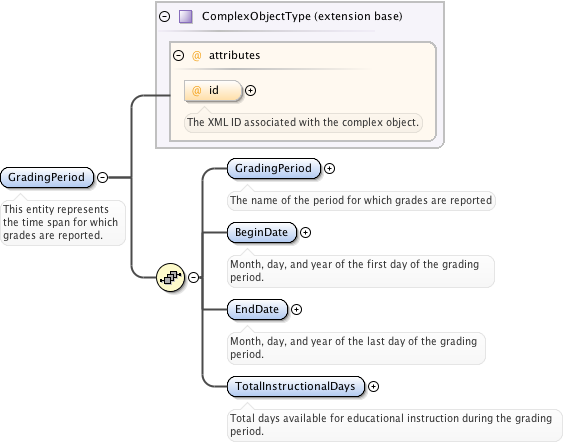 ComplexObjectType (extension base)
@ attributes
@ id
The XML ID associated with the complex object.
GradingPeriod
This entity represents
the time span for which
grades are reported.
GradingPeriod
The name of the period for which grades are reported
BeginDate
Month, day, and year of the first day of the grading
period.
EndDate
Month, day, and year of the last day of the grading
period.
TotalInstructionalDays
Total days available for educational instruction during the grading
period.